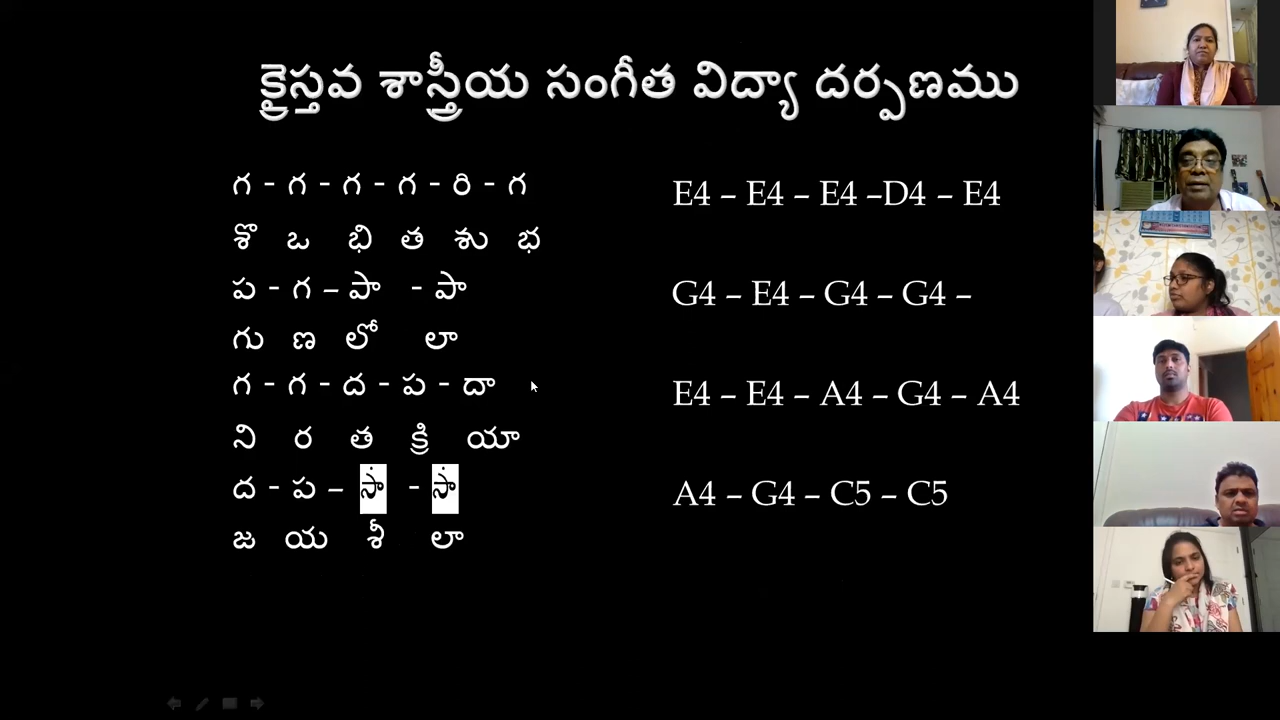 క్రైస్తవ శాస్త్రీయ సంగీత విద్యా దర్పణము
గ - గ - గ - గ - రి - గ
శొ ఒ భి త శు భ
ప - గ – పా - పా
గు ణ లో లా
గ - గ - ద - ప - దా
ని ర త క్రి యా
ద - ప – సాఁ - సాఁ
జ య శీ లా
E4 – E4 – E4 –D4 – E4
G4 – E4 – G4 – G4 –
E4 – E4 – A4 – G4 – A4
A4 – G4 – C5 – C5